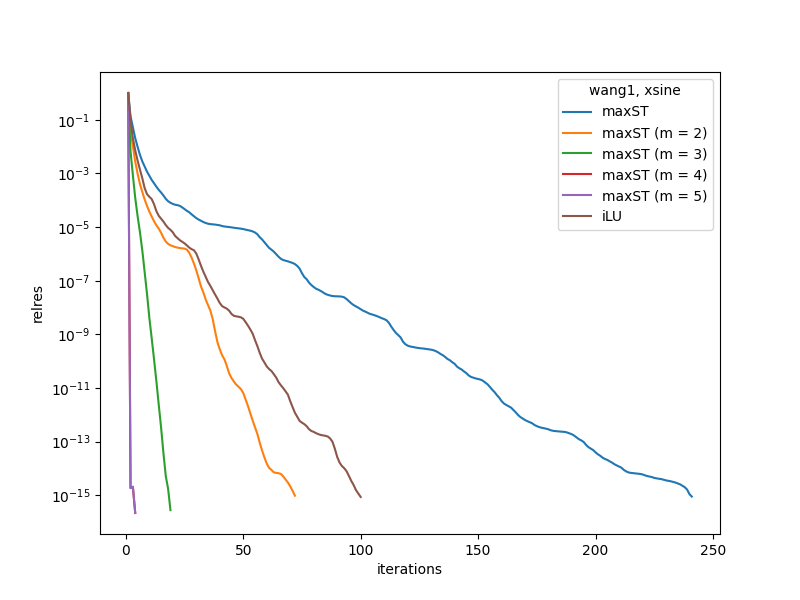 wang1, xsine
maxST
maxST (m = 2)
maxST (m = 3)
maxST (m = 4)
maxST (m = 5)
iLU
relres
10⁻¹
10⁻³
10⁻⁵
10⁻⁷
10⁻⁹
10⁻¹¹
10⁻¹³
10⁻¹⁵
0 50 100 150 200 250
iterations